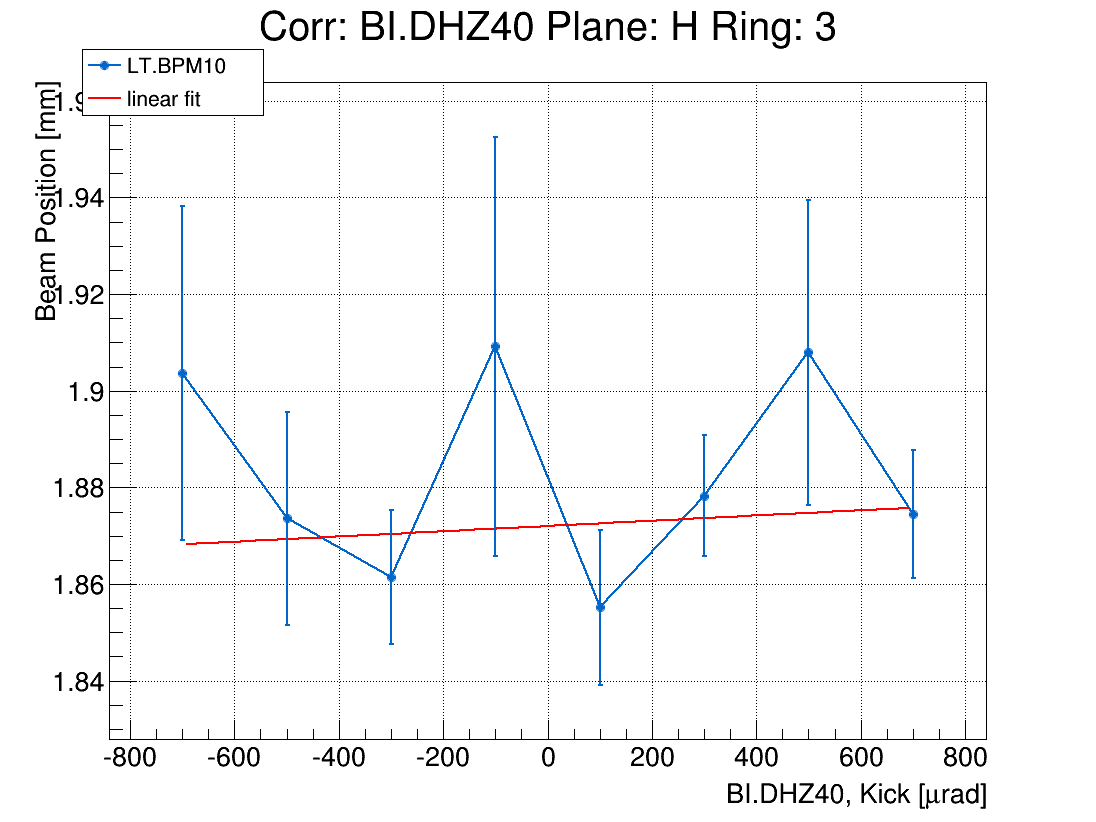 Corr: BI.DHZ40 Plane: H Ring: 3
LT.BPM10
linear fit
Beam Position [mm]
1.94
1.92
1.9
1.88
1.86
1.84
-800 -600 -400 -200 0 200 400 600 800
BI.DHZ40, Kick [μrad]